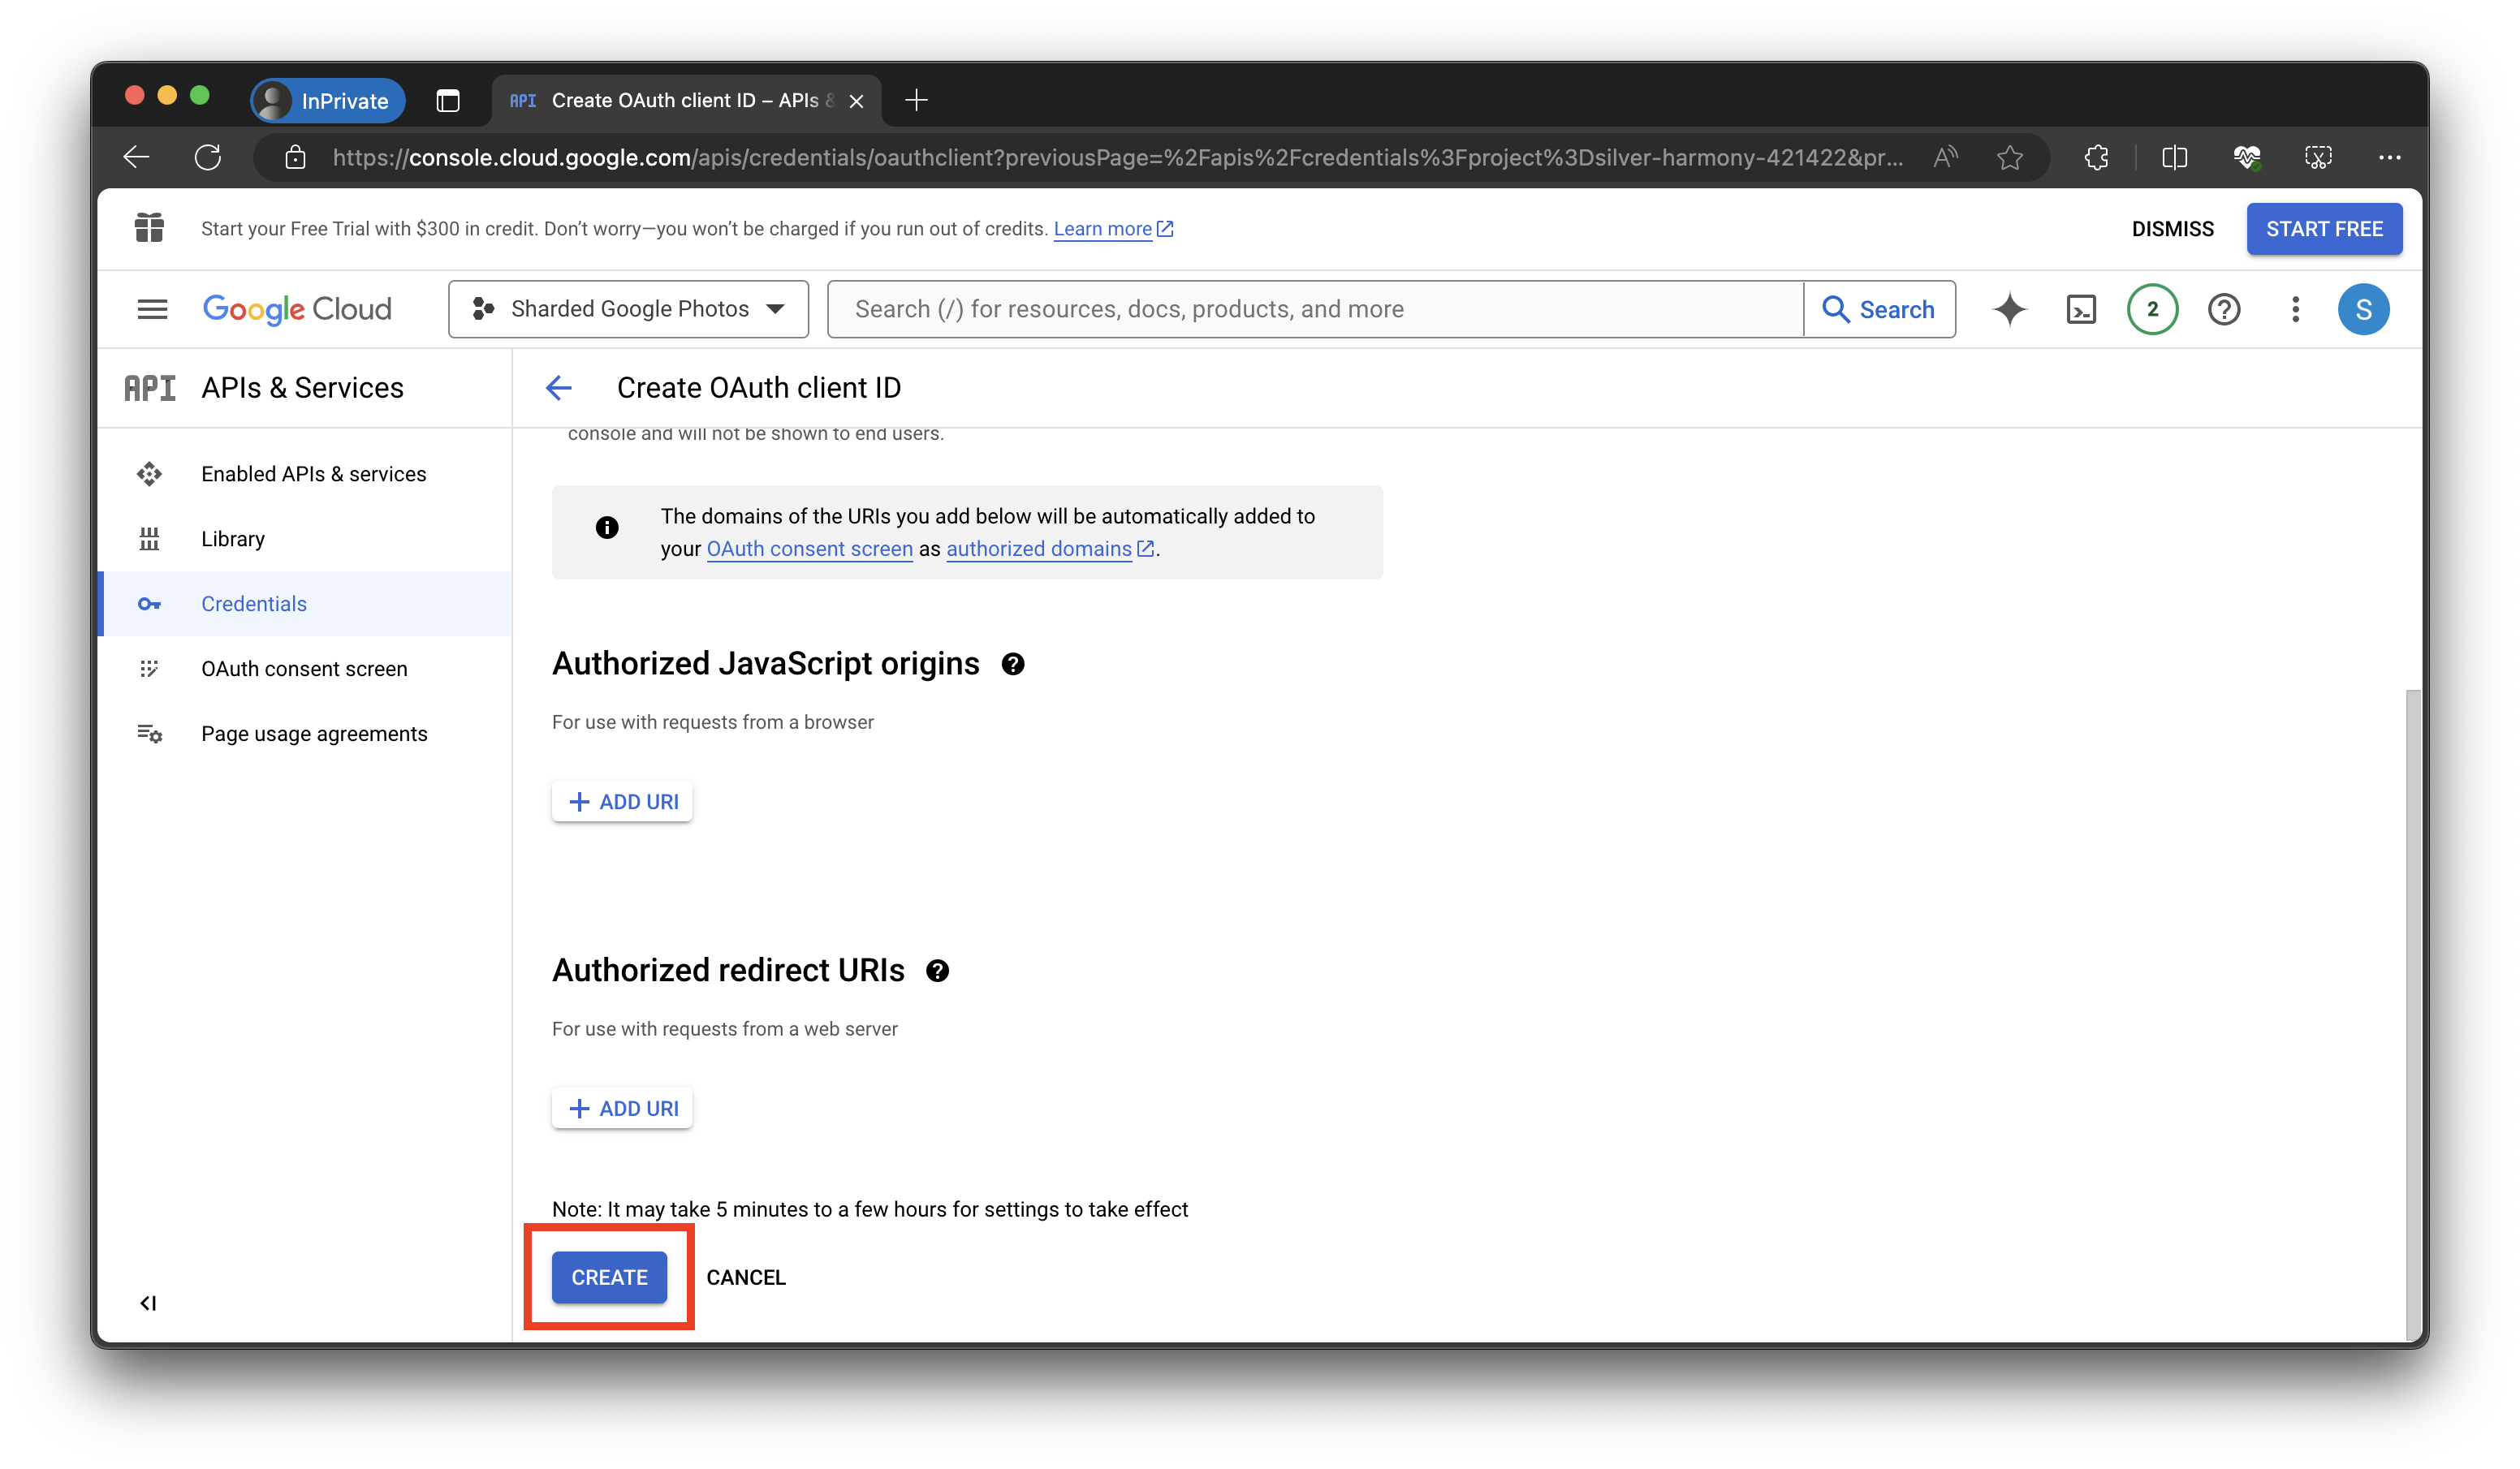 InPrivate
API Create OAuth client ID – APIs &
https://console.cloud.google.com/apis/credentials/oauthclient?previousPage=%2Fapis%2Fcredentials%3Fproject%3Dsilver-harmony-421422&pr...
Start your Free Trial with $300 in credit. Don’t worry—you won’t be charged if you run out of credits. Learn more
DISMISS
START FREE
Google Cloud
Sharded Google Photos
Search (/) for resources, docs, products, and more
Search
2
S
API APIs & Services
Create OAuth client ID
Enabled APIs & services
Library
Credentials
OAuth consent screen
Page usage agreements
console and will not be shown to end users.
The domains of the URIs you add below will be automatically added to
your OAuth consent screen as authorized domains.
Authorized JavaScript origins
For use with requests from a browser
+ ADD URI
Authorized redirect URIs
For use with requests from a web server
+ ADD URI
Note: It may take 5 minutes to a few hours for settings to take effect
CREATE
CANCEL